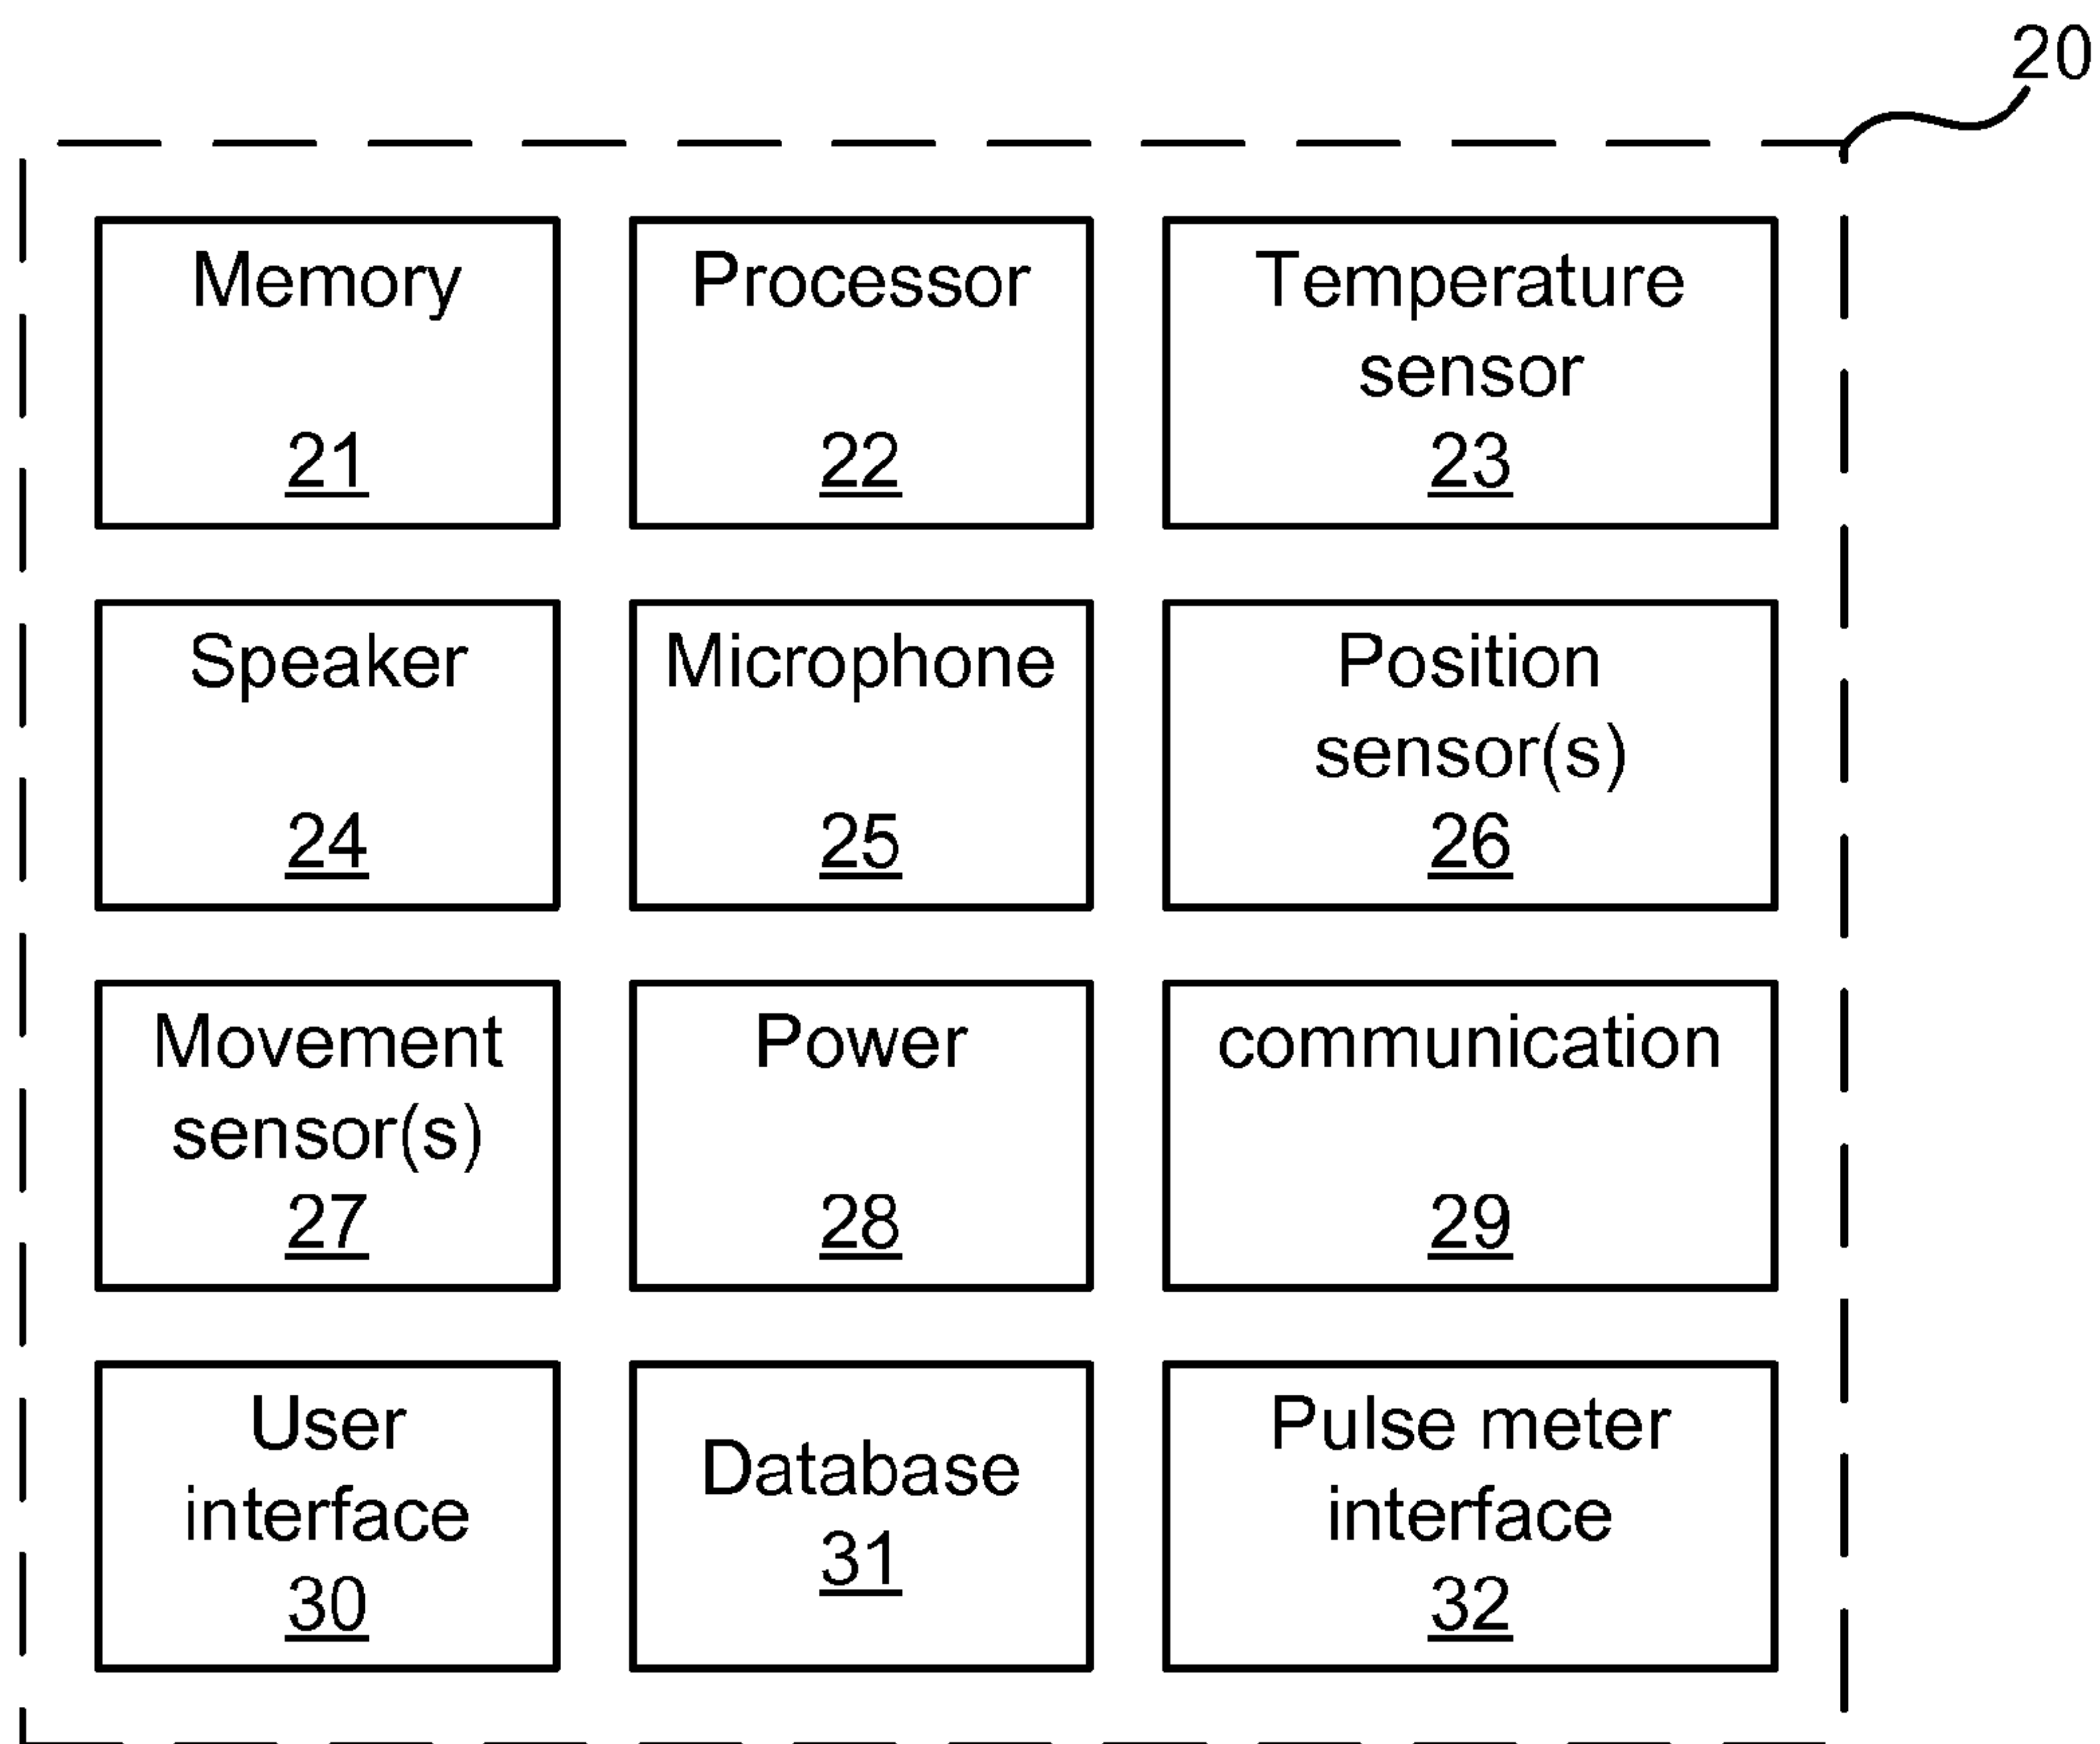 20
Memory
21
Processor
22
Temperature
sensor
23
Speaker
24
Microphone
25
Position
sensor(s)
26
Movement
sensor(s)
27
Power
28
communication
29
User
interface
30
Database
31
Pulse meter
interface
32